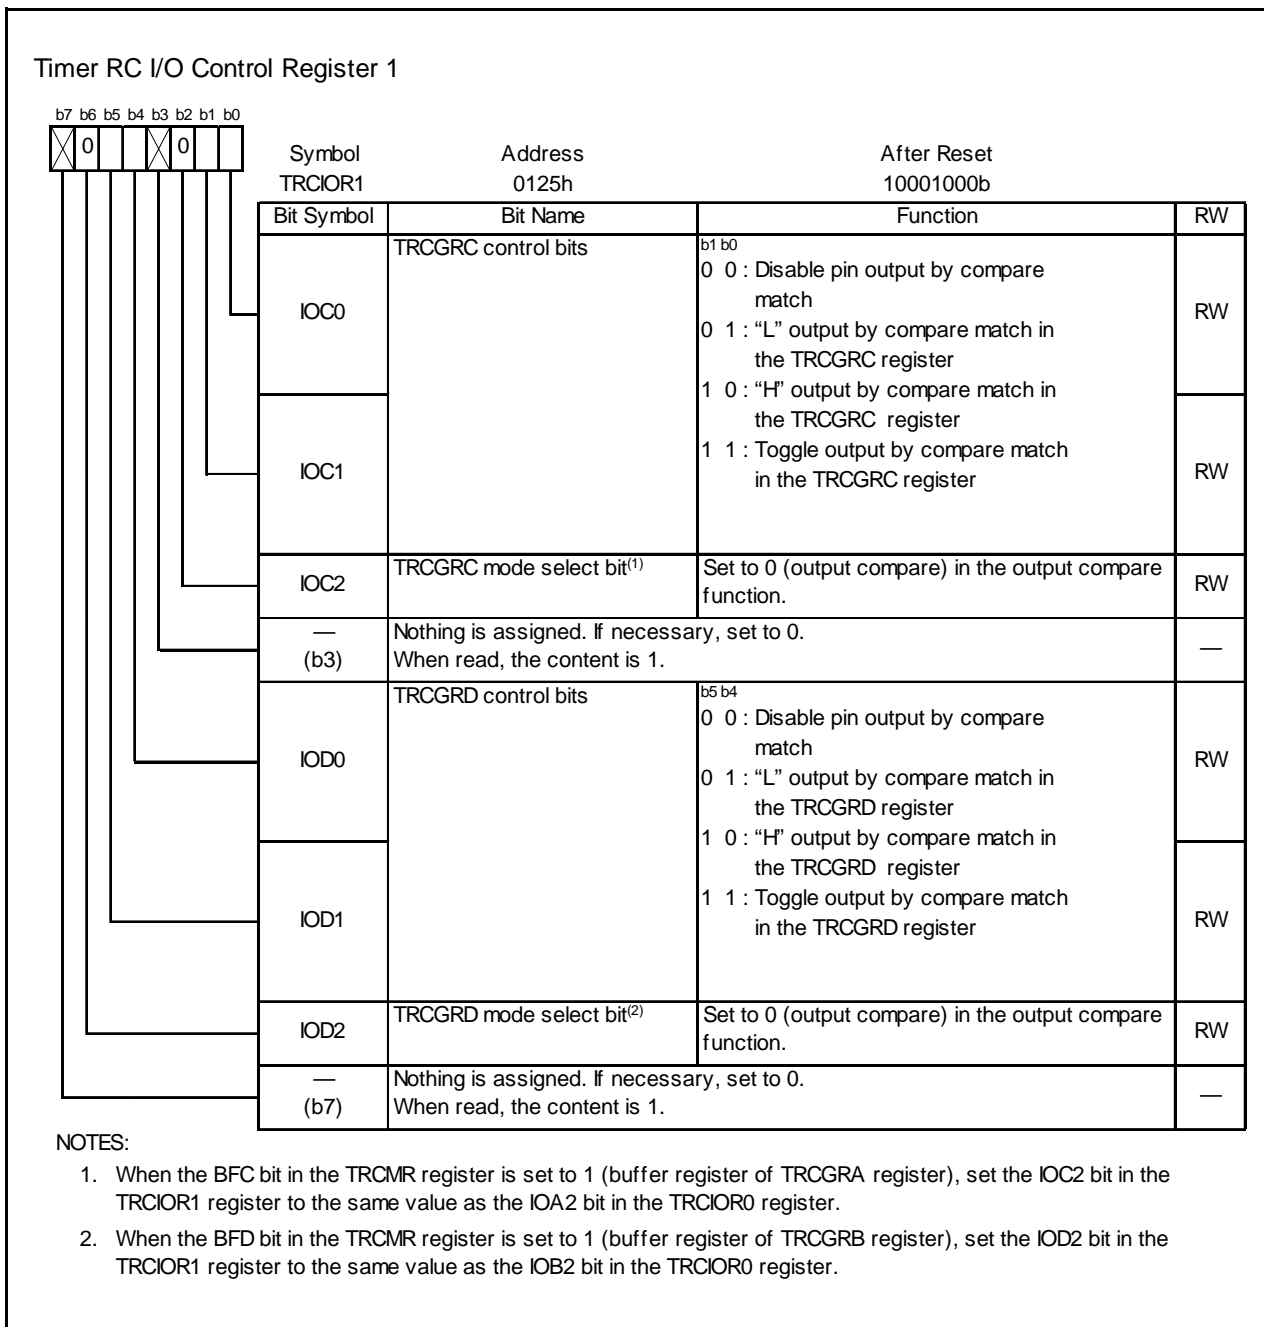 Timer RC I/O Control Register 1
b7 b6 b5 b4 b3 b2 b1 b0
0 0
Symbol Address After Reset
TRCIOR1 0125h 10001000b
Bit Symbol Bit Name Function RW
IOC0
TRCGRC control bits
b1 b0
0 0 : Disable pin output by compare
match
0 1 : “L” output by compare match in
the TRCGRC register
1 0 : “H” output by compare match in
the TRCGRC register
1 1 : Toggle output by compare match
in the TRCGRC register
RW
IOC1
RW
IOC2
TRCGRC mode select bit(1)
Set to 0 (output compare) in the output compare
function.
RW
—
(b3)
Nothing is assigned. If necessary, set to 0.
When read, the content is 1.
—
IOD0
TRCGRD control bits
b5 b4
0 0 : Disable pin output by compare
match
0 1 : “L” output by compare match in
the TRCGRD register
1 0 : “H” output by compare match in
the TRCGRD register
1 1 : Toggle output by compare match
in the TRCGRD register
RW
IOD1
RW
IOD2
TRCGRD mode select bit(2)
Set to 0 (output compare) in the output compare
function.
RW
—
(b7)
Nothing is assigned. If necessary, set to 0.
When read, the content is 1.
—
NOTES:
1. When the BFC bit in the TRCMR register is set to 1 (buffer register of TRCGRA register), set the IOC2 bit in the
TRCIOR1 register to the same value as the IOA2 bit in the TRCIOR0 register.
2. When the BFD bit in the TRCMR register is set to 1 (buffer register of TRCGRB register), set the IOD2 bit in the
TRCIOR1 register to the same value as the IOB2 bit in the TRCIOR0 register.